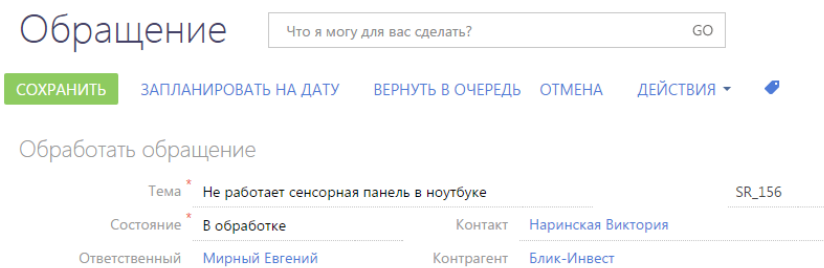 Обращение Что я могу для вас сделать? GO
СОХРАНИТЬ ЗАПЛАНИРОВАТЬ НА ДАТУ ВЕРНУТЬ В ОЧЕРЕДЬ ОТМЕНА ДЕЙСТВИЯ
Обработать обращение
Тема * Не работает сенсорная панель в ноутбуке SR_156
Состояние * В обработке Контакт Наринская Виктория
Ответственный Мирный Евгений Контрагент Блик-Инвест